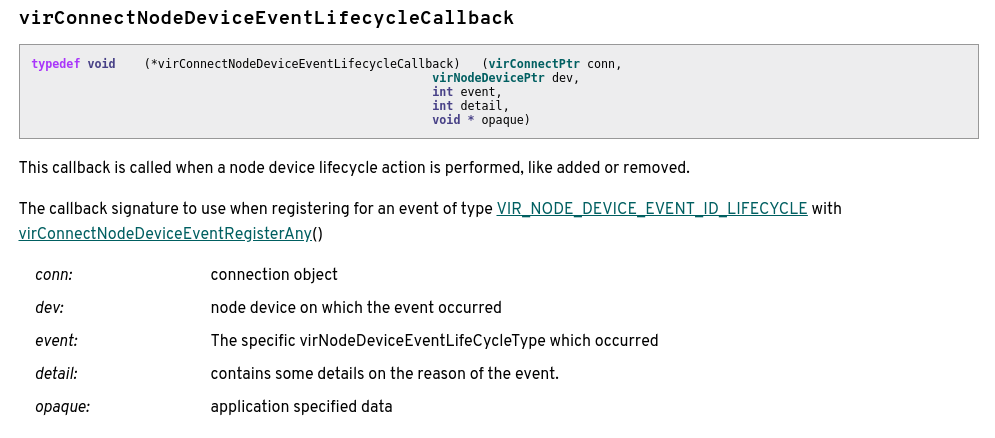 virConnectNodeDeviceEventLifecycleCallback
typedef void (*virConnectNodeDeviceEventLifecycleCallback) (virConnectPtr conn,
virNodeDevicePtr dev,
int event,
int detail,
void * opaque)
This callback is called when a node device lifecycle action is performed, like added or removed.
The callback signature to use when registering for an event of type VIR_NODE_DEVICE_EVENT_ID_LIFECYCLE with
virConnectNodeDeviceEventRegisterAny()
conn: connection object
dev: node device on which the event occurred
event: The specific virNodeDeviceEventLifeCycleType which occurred
detail: contains some details on the reason of the event.
opaque: application specified data